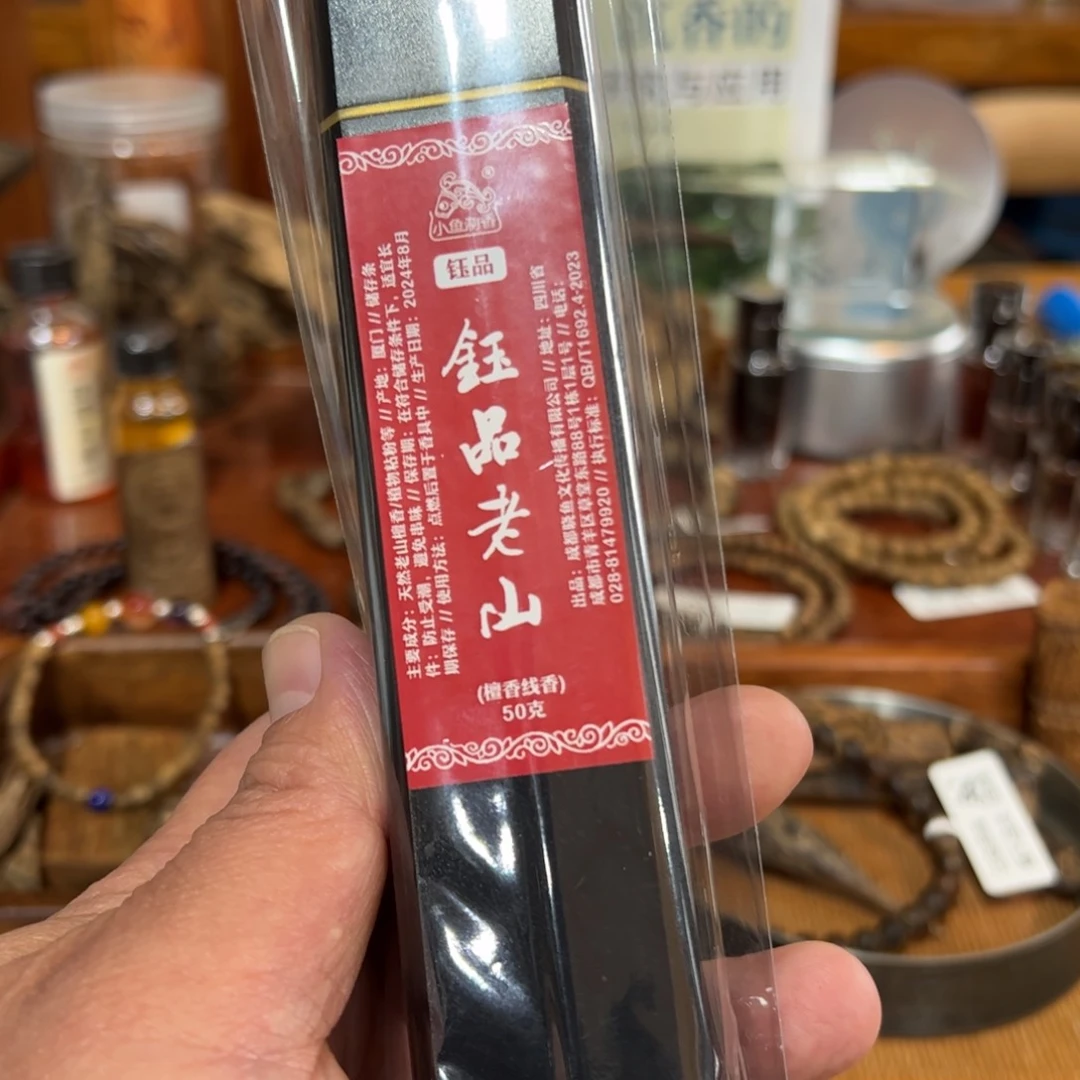 小鱼制香
钰品
钰品老山
(檀香线香)
50克
主要成分：天然老山檀香/植物粘粉等 // 产地：厦门 // 储存条
件：防止受潮，避免串味 // 保存期：在符合储存条件下，适宜长
期保存 // 使用方法：点燃后置于香具中 // 生产日期：2024年8月
出品：成都晓鱼文化传播有限公司 // 地址：四川省
成都市青羊区草堂东路88号1栋1层1号 // 电话：
028-81479920 // 执行标准：QB/T1692.4-2023